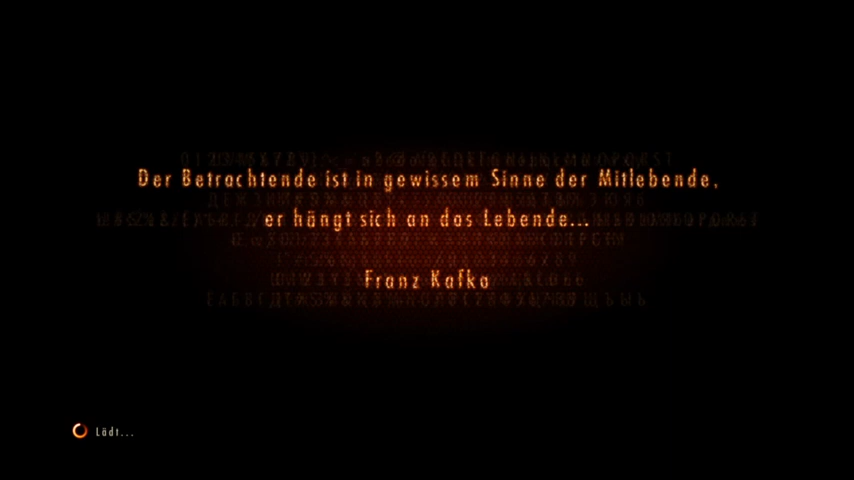 Der Betrachtende ist in gewissem Sinne der Mitlebende,
er hängt sich an das Lebende...
Franz Kafka
Lädt...